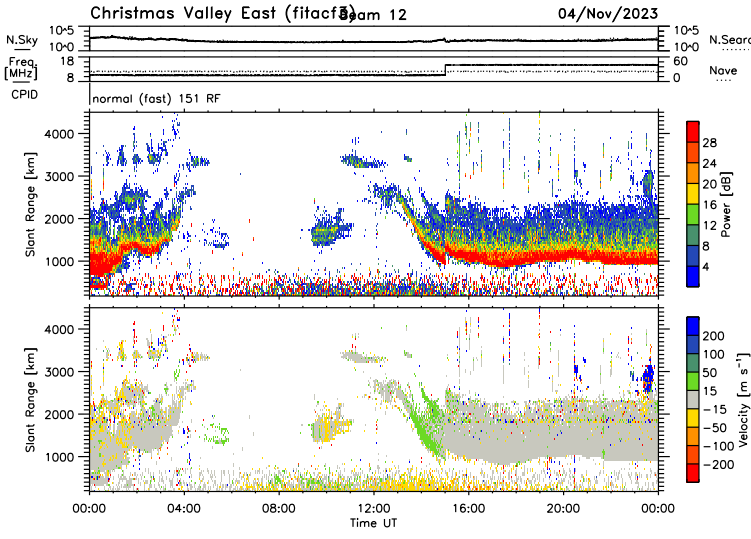 Christmas Valley East (fitacf3) Beam 12 04/Nov/2023
N.Sky 10^5 10^0 10^5 10^0 N.Sear
Freq. [MHz] 18 8 60 0 Nave
CPID normal (fast) 151 RF
Slant Range [km] 4000 3000 2000 1000
Power [dB] 28 24 20 16 12 8 4
Slant Range [km] 4000 3000 2000 1000
Velocity [m s⁻¹] 200 100 50 15 −15 −50 −100 −200
00:00 04:00 08:00 12:00 16:00 20:00 00:00
Time UT